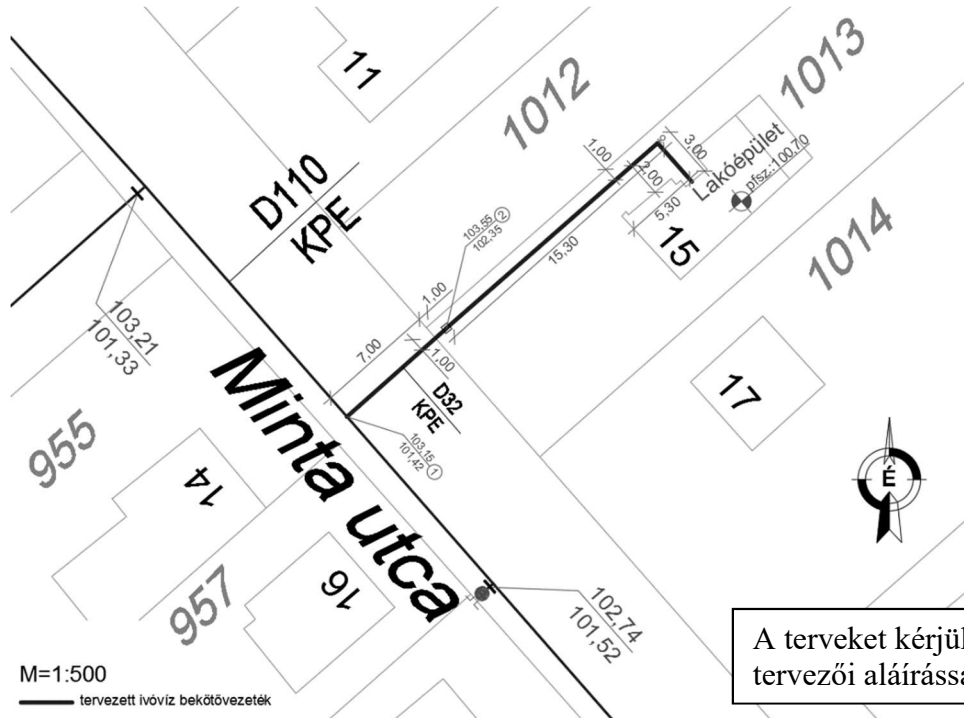 11
1012
1013
D110
KPE
1,00
3,00
2,00
Lakóépület
pfsz.:100,70
5,30
15
103,55 2
102,35
15,30
1014
1,00
7,00
1,00
D32
KPE
103,21
101,33
103,15 1
101,42
17
Minta utca
955
14
É
16
957
102,74
101,52
M=1:500
tervezett ivóvíz bekötővezeték
A terveket kérjük
tervezői aláírássa